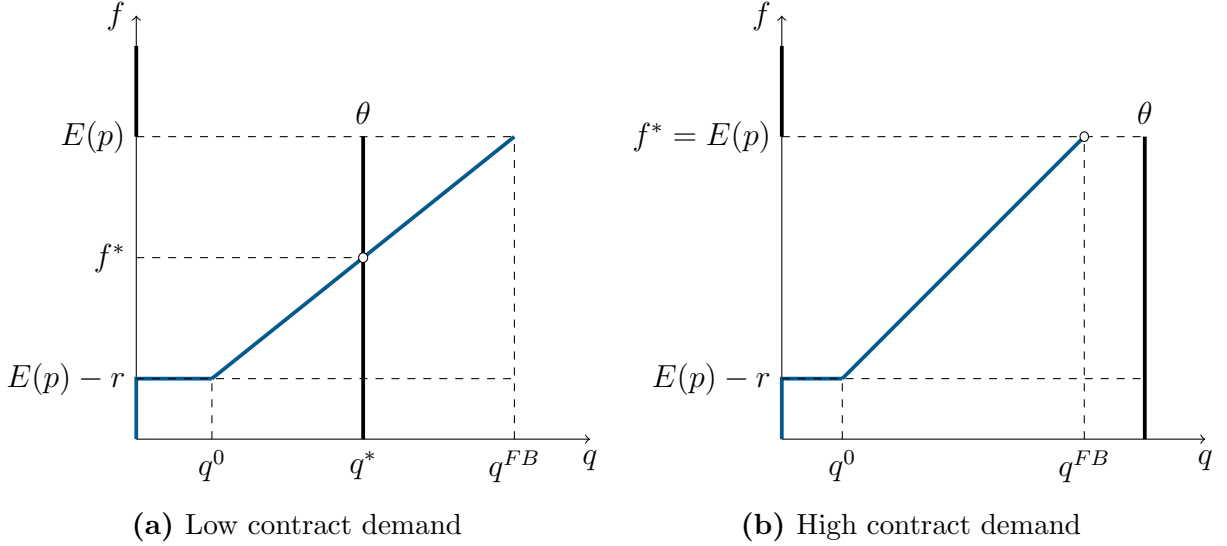 f
E(p)
θ
f*
E(p) − r
q⁰
q*
q^{FB}
q
(a) Low contract demand
f
f* = E(p)
θ
E(p) − r
q⁰
q^{FB}
q
(b) High contract demand